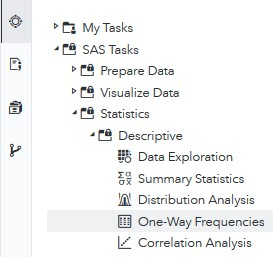 My Tasks
SAS Tasks
Prepare Data
Visualize Data
Statistics
Descriptive
Data Exploration
Summary Statistics
Distribution Analysis
One-Way Frequencies
Correlation Analysis